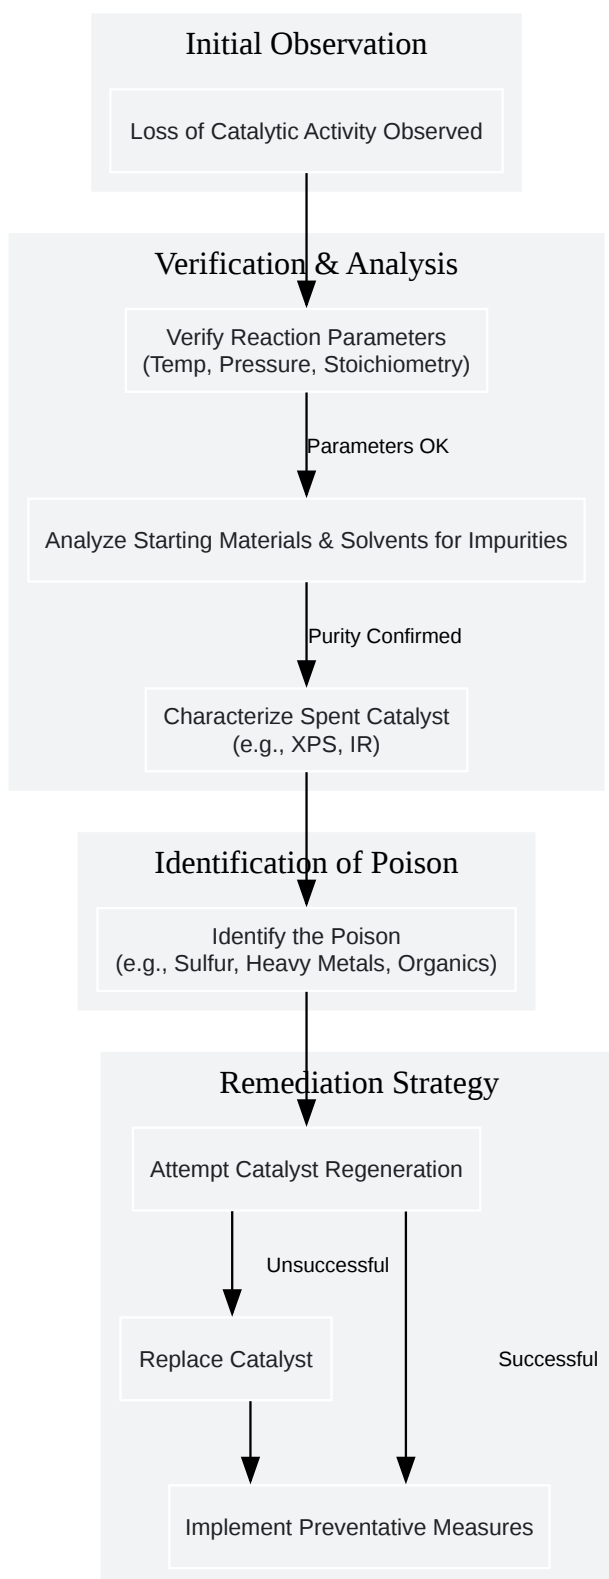 Initial Observation
Loss of Catalytic Activity Observed
Verification & Analysis
Verify Reaction Parameters
(Temp, Pressure, Stoichiometry)
Parameters OK
Analyze Starting Materials & Solvents for Impurities
Purity Confirmed
Characterize Spent Catalyst
(e.g., XPS, IR)
Identification of Poison
Identify the Poison
(e.g., Sulfur, Heavy Metals, Organics)
Remediation Strategy
Attempt Catalyst Regeneration
Unsuccessful
Replace Catalyst
Successful
Implement Preventative Measures